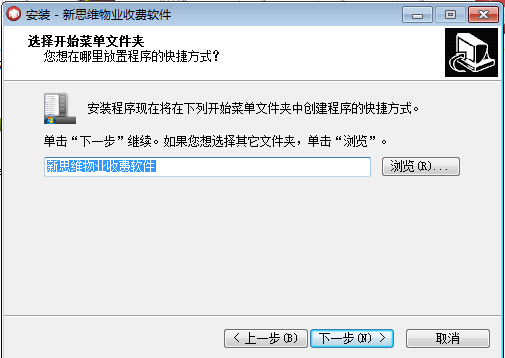 安装 - 新思维物业收费软件
选择开始菜单文件夹
您想在哪里放置程序的快捷方式？
安装程序现在将在下列开始菜单文件夹中创建程序的快捷方式。
单击“下一步”继续。如果您想选择其它文件夹，单击“浏览”。
新思维物业收费软件
浏览(R)...
< 上一步(B)
下一步(N) >
取消